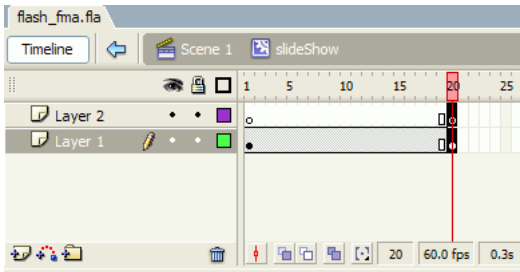 flash_fma.fla
Timeline Scene 1 slideShow
1 5 10 15 20 25
Layer 2
Layer 1
20 60.0 fps 0.3s